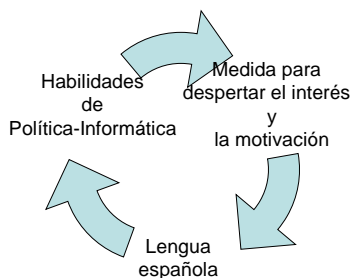 Habilidades
de
Política-Informática
Medida para
despertar el interés
y
la motivación
Lengua
española